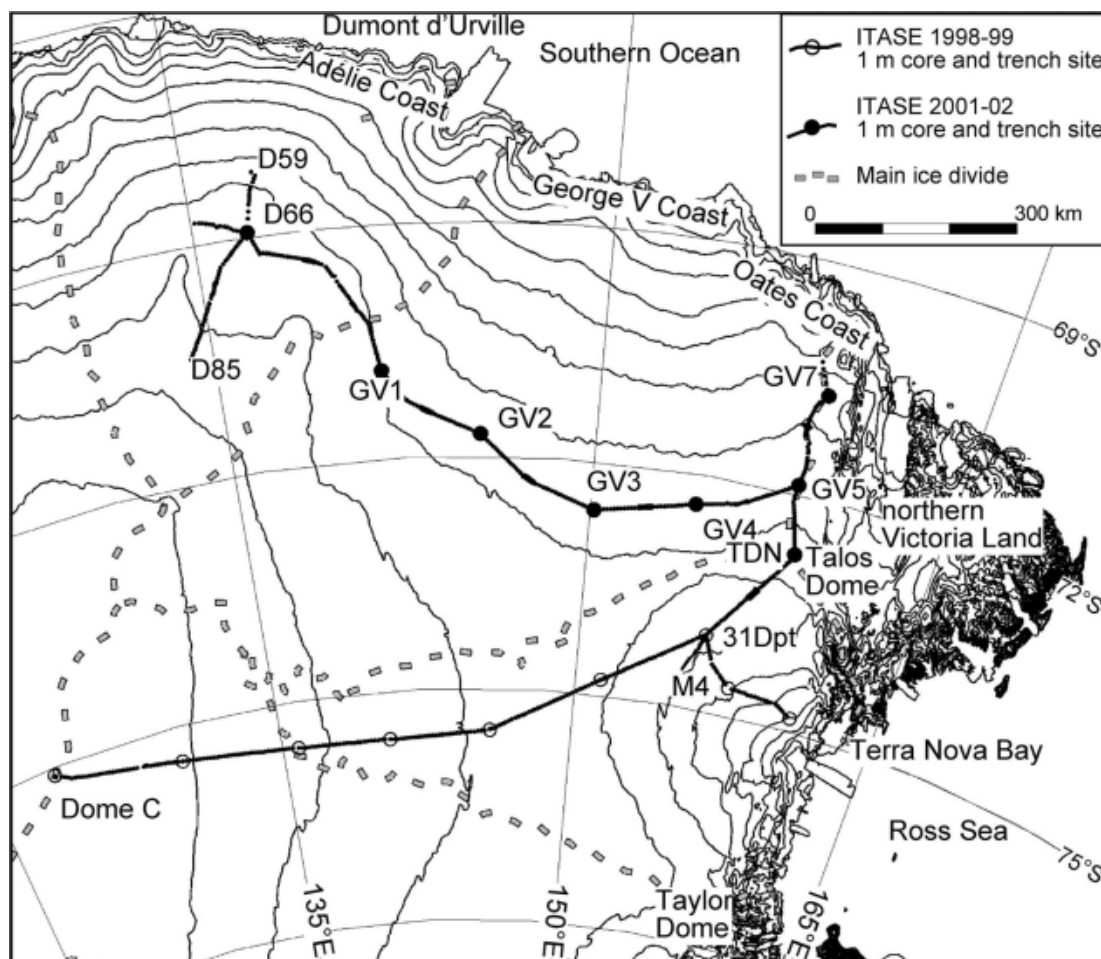 Dumont d'Urville
Southern Ocean
Adélie Coast
ITASE 1998-99
1 m core and trench site
ITASE 2001-02
1 m core and trench site
Main ice divide
0 300 km
D59
D66
George V Coast
Oates Coast
69°S
D85
GV1
GV2
GV7
GV3
GV5
GV4
northern
Victoria Land
TDN
Talos
Dome
72°S
31Dpt
M4
Terra Nova Bay
Dome C
Ross Sea
75°S
Taylor
Dome
135°E
150°E
165°E